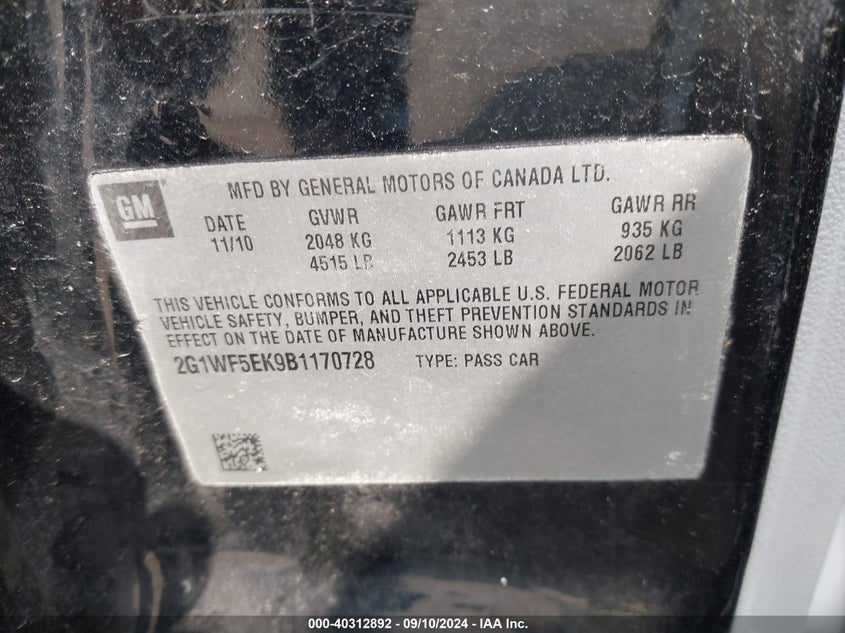 GM
MFD BY GENERAL MOTORS OF CANADA LTD.
DATE GVWR GAWR FRT GAWR RR
11/10 2048 KG 1113 KG 935 KG
4515 LB 2453 LB 2062 LB
THIS VEHICLE CONFORMS TO ALL APPLICABLE U.S. FEDERAL MOTOR
VEHICLE SAFETY, BUMPER, AND THEFT PREVENTION STANDARDS IN
EFFECT ON THE DATE OF MANUFACTURE SHOWN ABOVE.
2G1WF5EK9B1170728 TYPE: PASS CAR
000-40312892 - 09/10/2024 - IAA Inc.